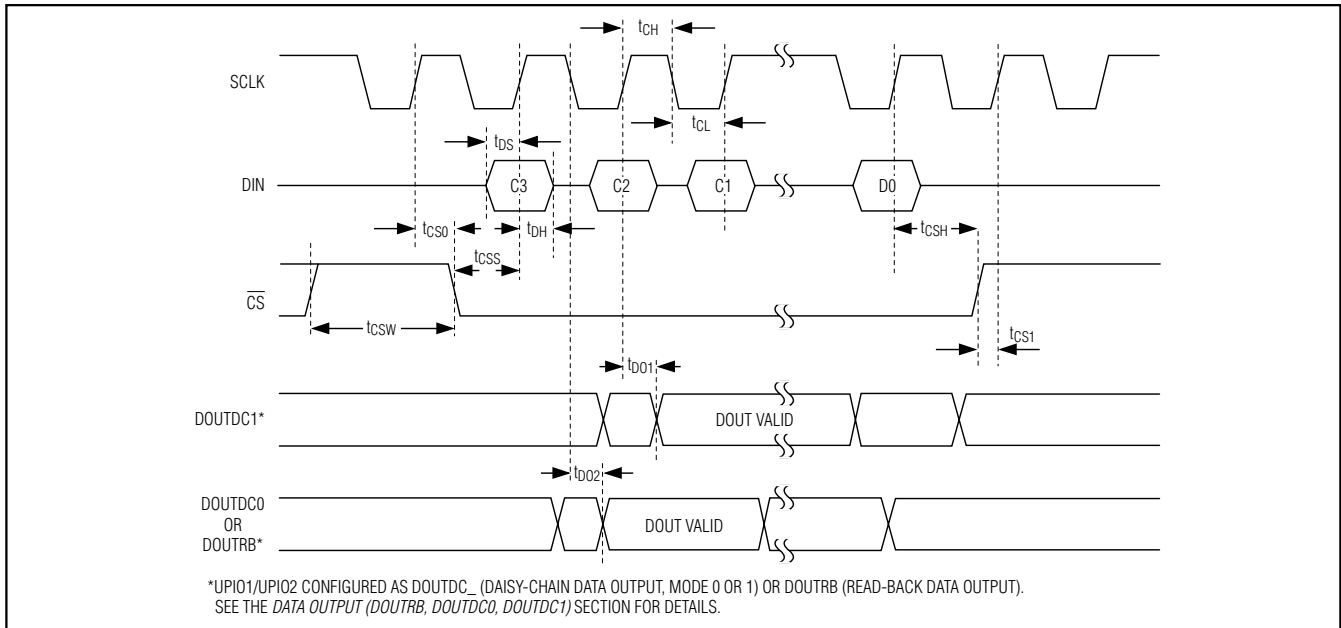 tCH
SCLK
tCL
tDS
DIN
C3
C2
C1
D0
tCS0
tDH
tCSH
tCSS
CS
tCSW
tCS1
tDO1
DOUTDC1*
DOUT VALID
tDO2
DOUTDC0
OR
DOUTRB*
DOUT VALID
*UPIO1/UPIO2 CONFIGURED AS DOUTDC_ (DAISY-CHAIN DATA OUTPUT, MODE 0 OR 1) OR DOUTRB (READ-BACK DATA OUTPUT).
SEE THE DATA OUTPUT (DOUTRB, DOUTDC0, DOUTDC1) SECTION FOR DETAILS.